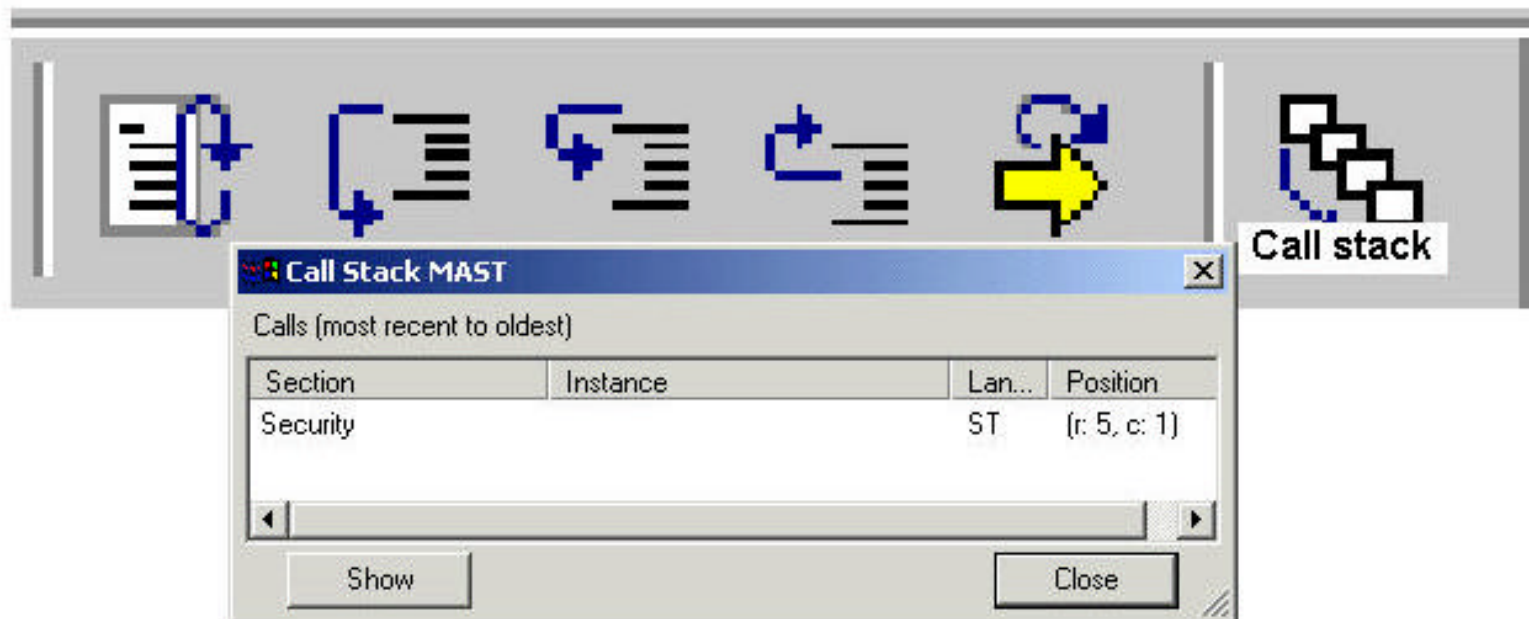 Call stack
Call Stack MAST
Calls (most recent to oldest)
Section Instance Lan... Position
Security ST (r: 5, c: 1)
Show Close